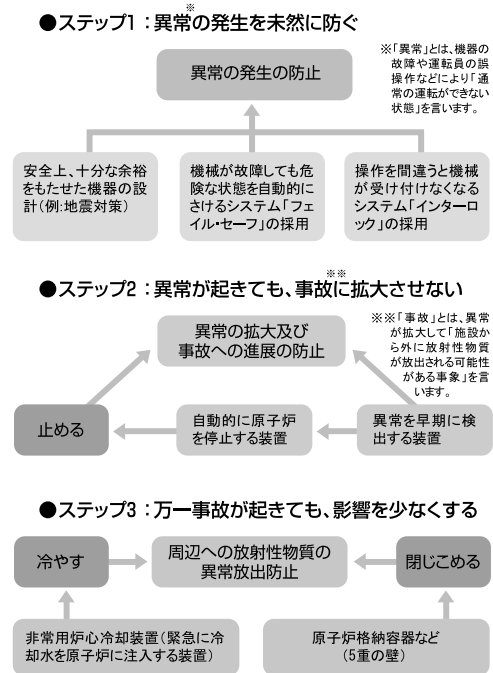 ※
●ステップ1：異常の発生を未然に防ぐ
異常の発生の防止
※「異常」とは、機器の
故障や運転員の誤
操作などにより「通
常の運転ができない
状態」を言います。
安全上、十分な余裕
をもたせた機器の設
計(例:地震対策)
機械が故障しても危
険な状態を自動的に
さけるシステム「フェ
イル・セーフ」の採用
操作を間違うと機械
が受け付けなくなる
システム「インターロ
ック」の採用
※※
●ステップ2：異常が起きても、事故に拡大させない
異常の拡大及び
事故への進展の防止
※※「事故」とは、異常
が拡大して「施設か
ら外に放射性物質
が放出される可能性
がある事象」を言
います。
止める
自動的に原子炉
を停止する装置
異常を早期に検
出する装置
●ステップ3：万一事故が起きても、影響を少なくする
冷やす
周辺への放射性物質の
異常放出防止
閉じこめる
非常用炉心冷却装置(緊急に冷
却水を原子炉に注入する装置)
原子炉格納容器など
(5重の壁)